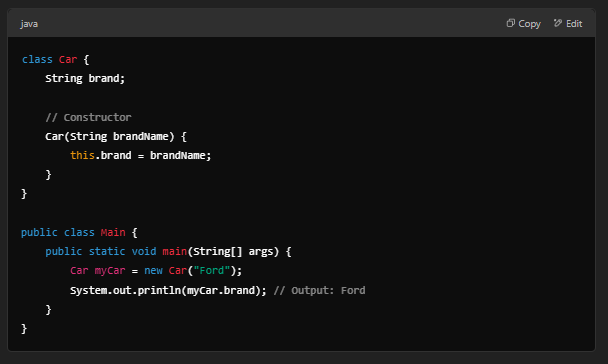 java
Copy Edit
class Car {
    String brand;

    // Constructor
    Car(String brandName) {
        this.brand = brandName;
    }
}

public class Main {
    public static void main(String[] args) {
        Car myCar = new Car("Ford");
        System.out.println(myCar.brand); // Output: Ford
    }
}